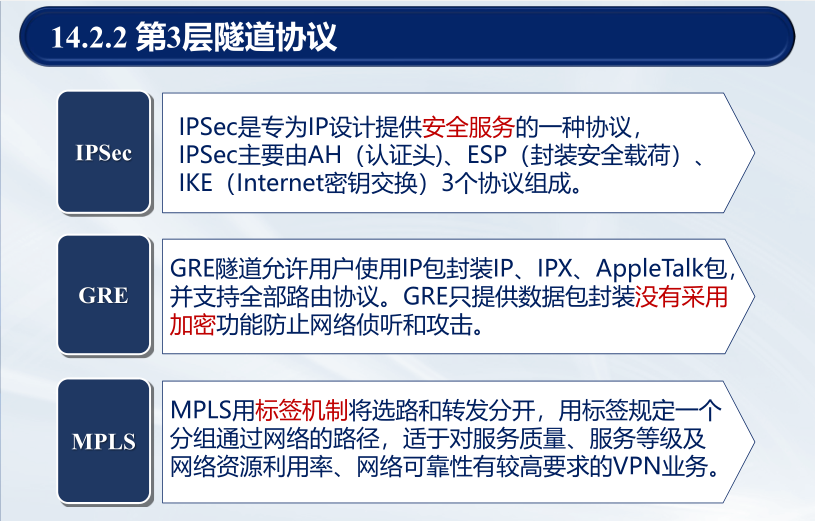 14.2.2 第3层隧道协议
IPSec
IPSec是专为IP设计提供安全服务的一种协议，
IPSec主要由AH（认证头)、ESP（封装安全载荷）、
IKE（Internet密钥交换）3个协议组成。
GRE
GRE隧道允许用户使用IP包封装IP、IPX、AppleTalk包，
并支持全部路由协议。GRE只提供数据包封装没有采用
加密功能防止网络侦听和攻击。
MPLS
MPLS用标签机制将选路和转发分开，用标签规定一个
分组通过网络的路径，适于对服务质量、服务等级及
网络资源利用率、网络可靠性有较高要求的VPN业务。